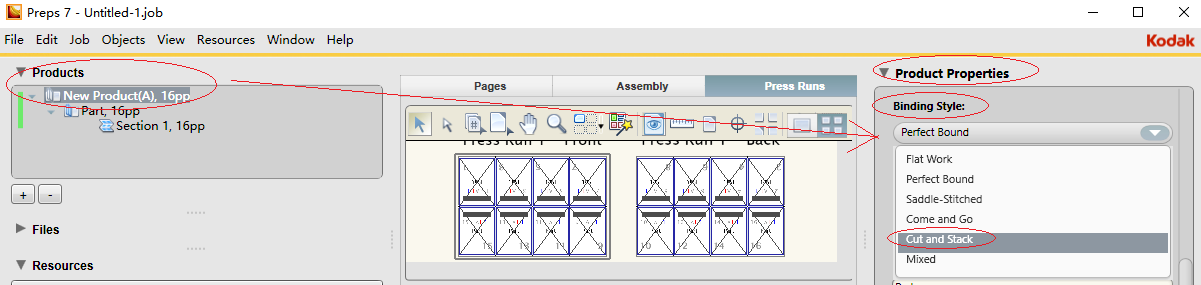 Preps 7 - Untitled-1.job
File Edit Job Objects View Resources Window Help
Kodak
Products
New Product(A), 16pp
Part, 16pp
Section 1, 16pp
+ -
Files
Resources
Pages Assembly Press Runs
Press Run 1 Front Press Run 1 Back
Product Properties
Binding Style:
Perfect Bound
Flat Work
Perfect Bound
Saddle-Stitched
Come and Go
Cut and Stack
Mixed